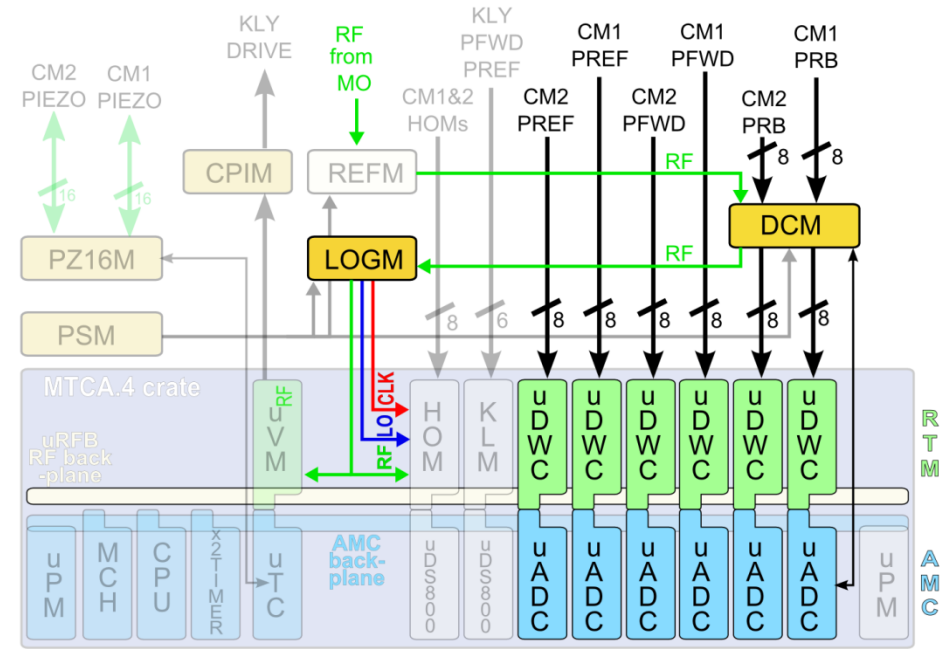 KLY
DRIVE
RF
from
MO
KLY
PFWD
PREF
CM1
PREF
CM1
PFWD
CM1
PRB
CM2
PIEZO
CM1
PIEZO
CM1&2
HOMs
CM2
PREF
CM2
PFWD
CM2
PRB
8
8
16
16
CPIM
REFM
RF
DCM
PZ16M
LOGM
RF
PSM
8
6
8
8
8
8
8
8
MTCA.4 crate
uRFB
RF back
-plane
uVM
RF
CLK
LO
RF
HOM
KLM
uDWC
uDWC
uDWC
uDWC
uDWC
uDWC
RTM
uPM
MCH
CPU
x2TIMER
uTC
AMC
back-
plane
uDS800
uDS800
uADC
uADC
uADC
uADC
uADC
uADC
uPM
AMC